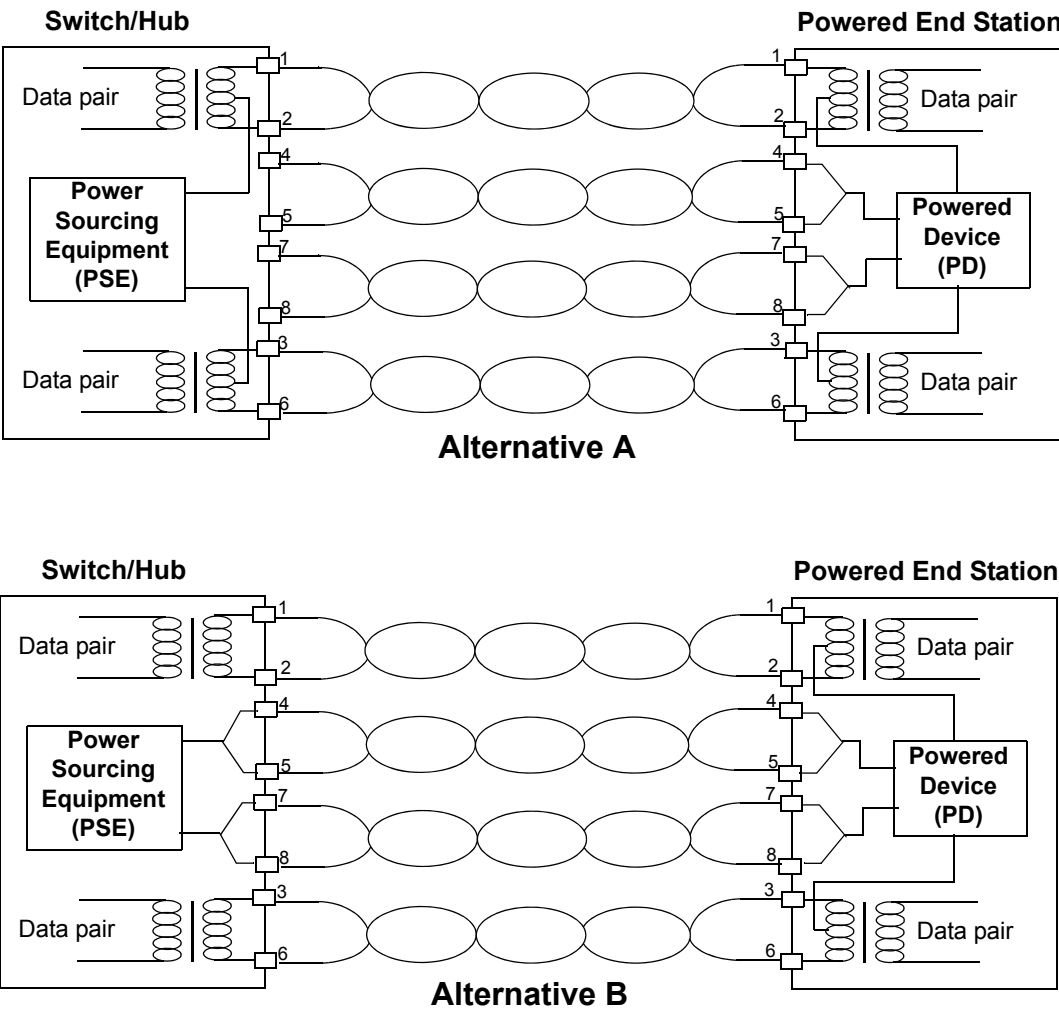 Switch/Hub
Powered End Station
1
1
Data pair
Data pair
2
2
4
4
Power
Sourcing
Equipment
(PSE)
Powered
Device
(PD)
5
5
7
7
8
8
3
3
Data pair
Data pair
6
6
Alternative A
Switch/Hub
Powered End Station
1
1
Data pair
Data pair
2
2
4
4
Power
Sourcing
Equipment
(PSE)
Powered
Device
(PD)
5
5
7
7
8
8
3
3
Data pair
Data pair
6
6
Alternative B